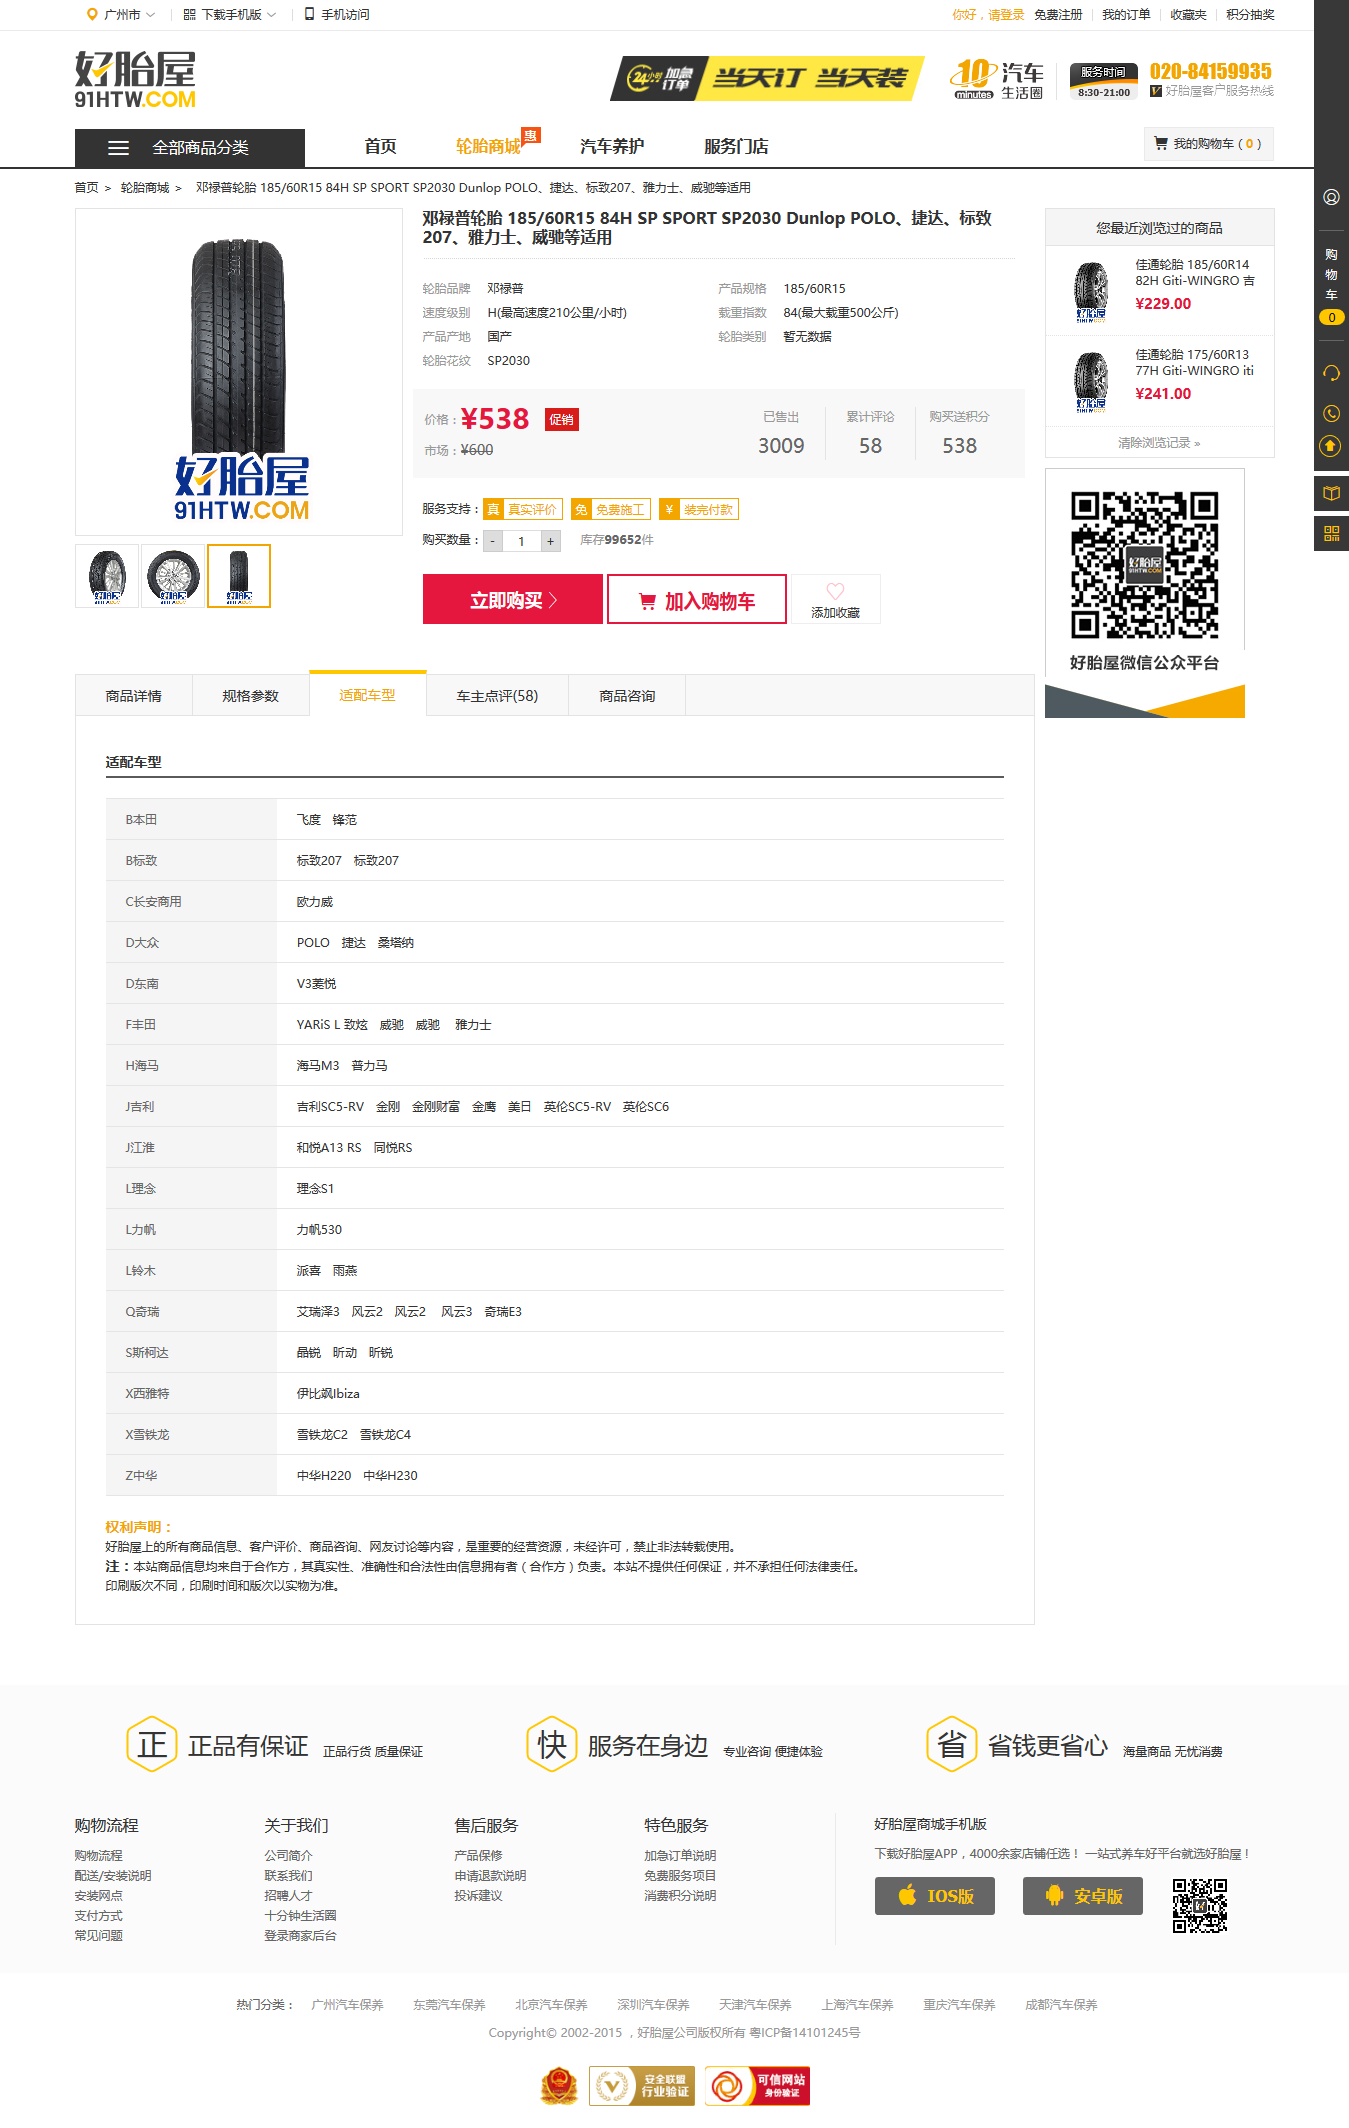 广州市
下载手机版
手机访问
你好，请登录 免费注册 我的订单 收藏夹 积分抽奖
好胎屋
91HTW.COM
24小时 加急订单 当天订 当天装
10 minutes 汽车生活圈
服务时间
8:30-21:00
020-84159935
好胎屋客户服务热线
全部商品分类
首页 轮胎商城 惠 汽车养护 服务门店
我的购物车 ( 0 )
首页 > 轮胎商城 > 邓禄普轮胎 185/60R15 84H SP SPORT SP2030 Dunlop POLO、捷达、标致207、雅力士、威驰等适用
好胎屋
91HTW.COM
邓禄普轮胎 185/60R15 84H SP SPORT SP2030 Dunlop POLO、捷达、标致
207、雅力士、威驰等适用
轮胎品牌 邓禄普 产品规格 185/60R15
速度级别 H(最高速度210公里/小时) 载重指数 84(最大载重500公斤)
产品产地 国产 轮胎类别 暂无数据
轮胎花纹 SP2030
价格：¥538 促销
市场：¥600
已售出 累计评论 购买送积分
3009 58 538
服务支持： 真 真实评价 免 免费施工 ¥ 装完付款
购买数量： - 1 + 库存99652件
立即购买
加入购物车
添加收藏
您最近浏览过的商品
佳通轮胎 185/60R14
82H Giti-WINGRO 吉
¥229.00
佳通轮胎 175/60R13
77H Giti-WINGRO iti
¥241.00
清除浏览记录 »
好胎屋
91HTW.COM
好胎屋微信公众平台
购
物
车
0
商品详情 规格参数 适配车型 车主点评(58) 商品咨询
适配车型
B本田 飞度 锋范
B标致 标致207 标致207
C长安商用 欧力威
D大众 POLO 捷达 桑塔纳
D东南 V3菱悦
F丰田 YARiS L 致炫 威驰 威驰 雅力士
H海马 海马M3 普力马
J吉利 吉利SC5-RV 金刚 金刚财富 金鹰 美日 英伦SC5-RV 英伦SC6
J江淮 和悦A13 RS 同悦RS
L理念 理念S1
L力帆 力帆530
L铃木 派喜 雨燕
Q奇瑞 艾瑞泽3 风云2 风云2 风云3 奇瑞E3
S斯柯达 晶锐 昕动 昕锐
X西雅特 伊比飒Ibiza
X雪铁龙 雪铁龙C2 雪铁龙C4
Z中华 中华H220 中华H230
权利声明：
好胎屋上的所有商品信息、客户评价、商品咨询、网友讨论等内容，是重要的经营资源，未经许可，禁止非法转载使用。
注：本站商品信息均来自于合作方，其真实性、准确性和合法性由信息拥有者（合作方）负责。本站不提供任何保证，并不承担任何法律责任。
印刷版次不同，印刷时间和版次以实物为准。
正 正品有保证 正品行货 质量保证
快 服务在身边 专业咨询 便捷体验
省 省钱更省心 海量商品 无忧消费
购物流程
购物流程
配送/安装说明
安装网点
支付方式
常见问题
关于我们
公司简介
联系我们
招聘人才
十分钟生活圈
登录商家后台
售后服务
产品保修
申请退款说明
投诉建议
特色服务
加急订单说明
免费服务项目
消费积分说明
好胎屋商城手机版
下载好胎屋APP，4000余家店铺任选！ 一站式养车好平台就选好胎屋！
IOS版
安卓版
热门分类： 广州汽车保养 东莞汽车保养 北京汽车保养 深圳汽车保养 天津汽车保养 上海汽车保养 重庆汽车保养 成都汽车保养
Copyright© 2002-2015 ，好胎屋公司版权所有 粤ICP备14101245号
安全联盟
行业验证
可信网站
身份验证